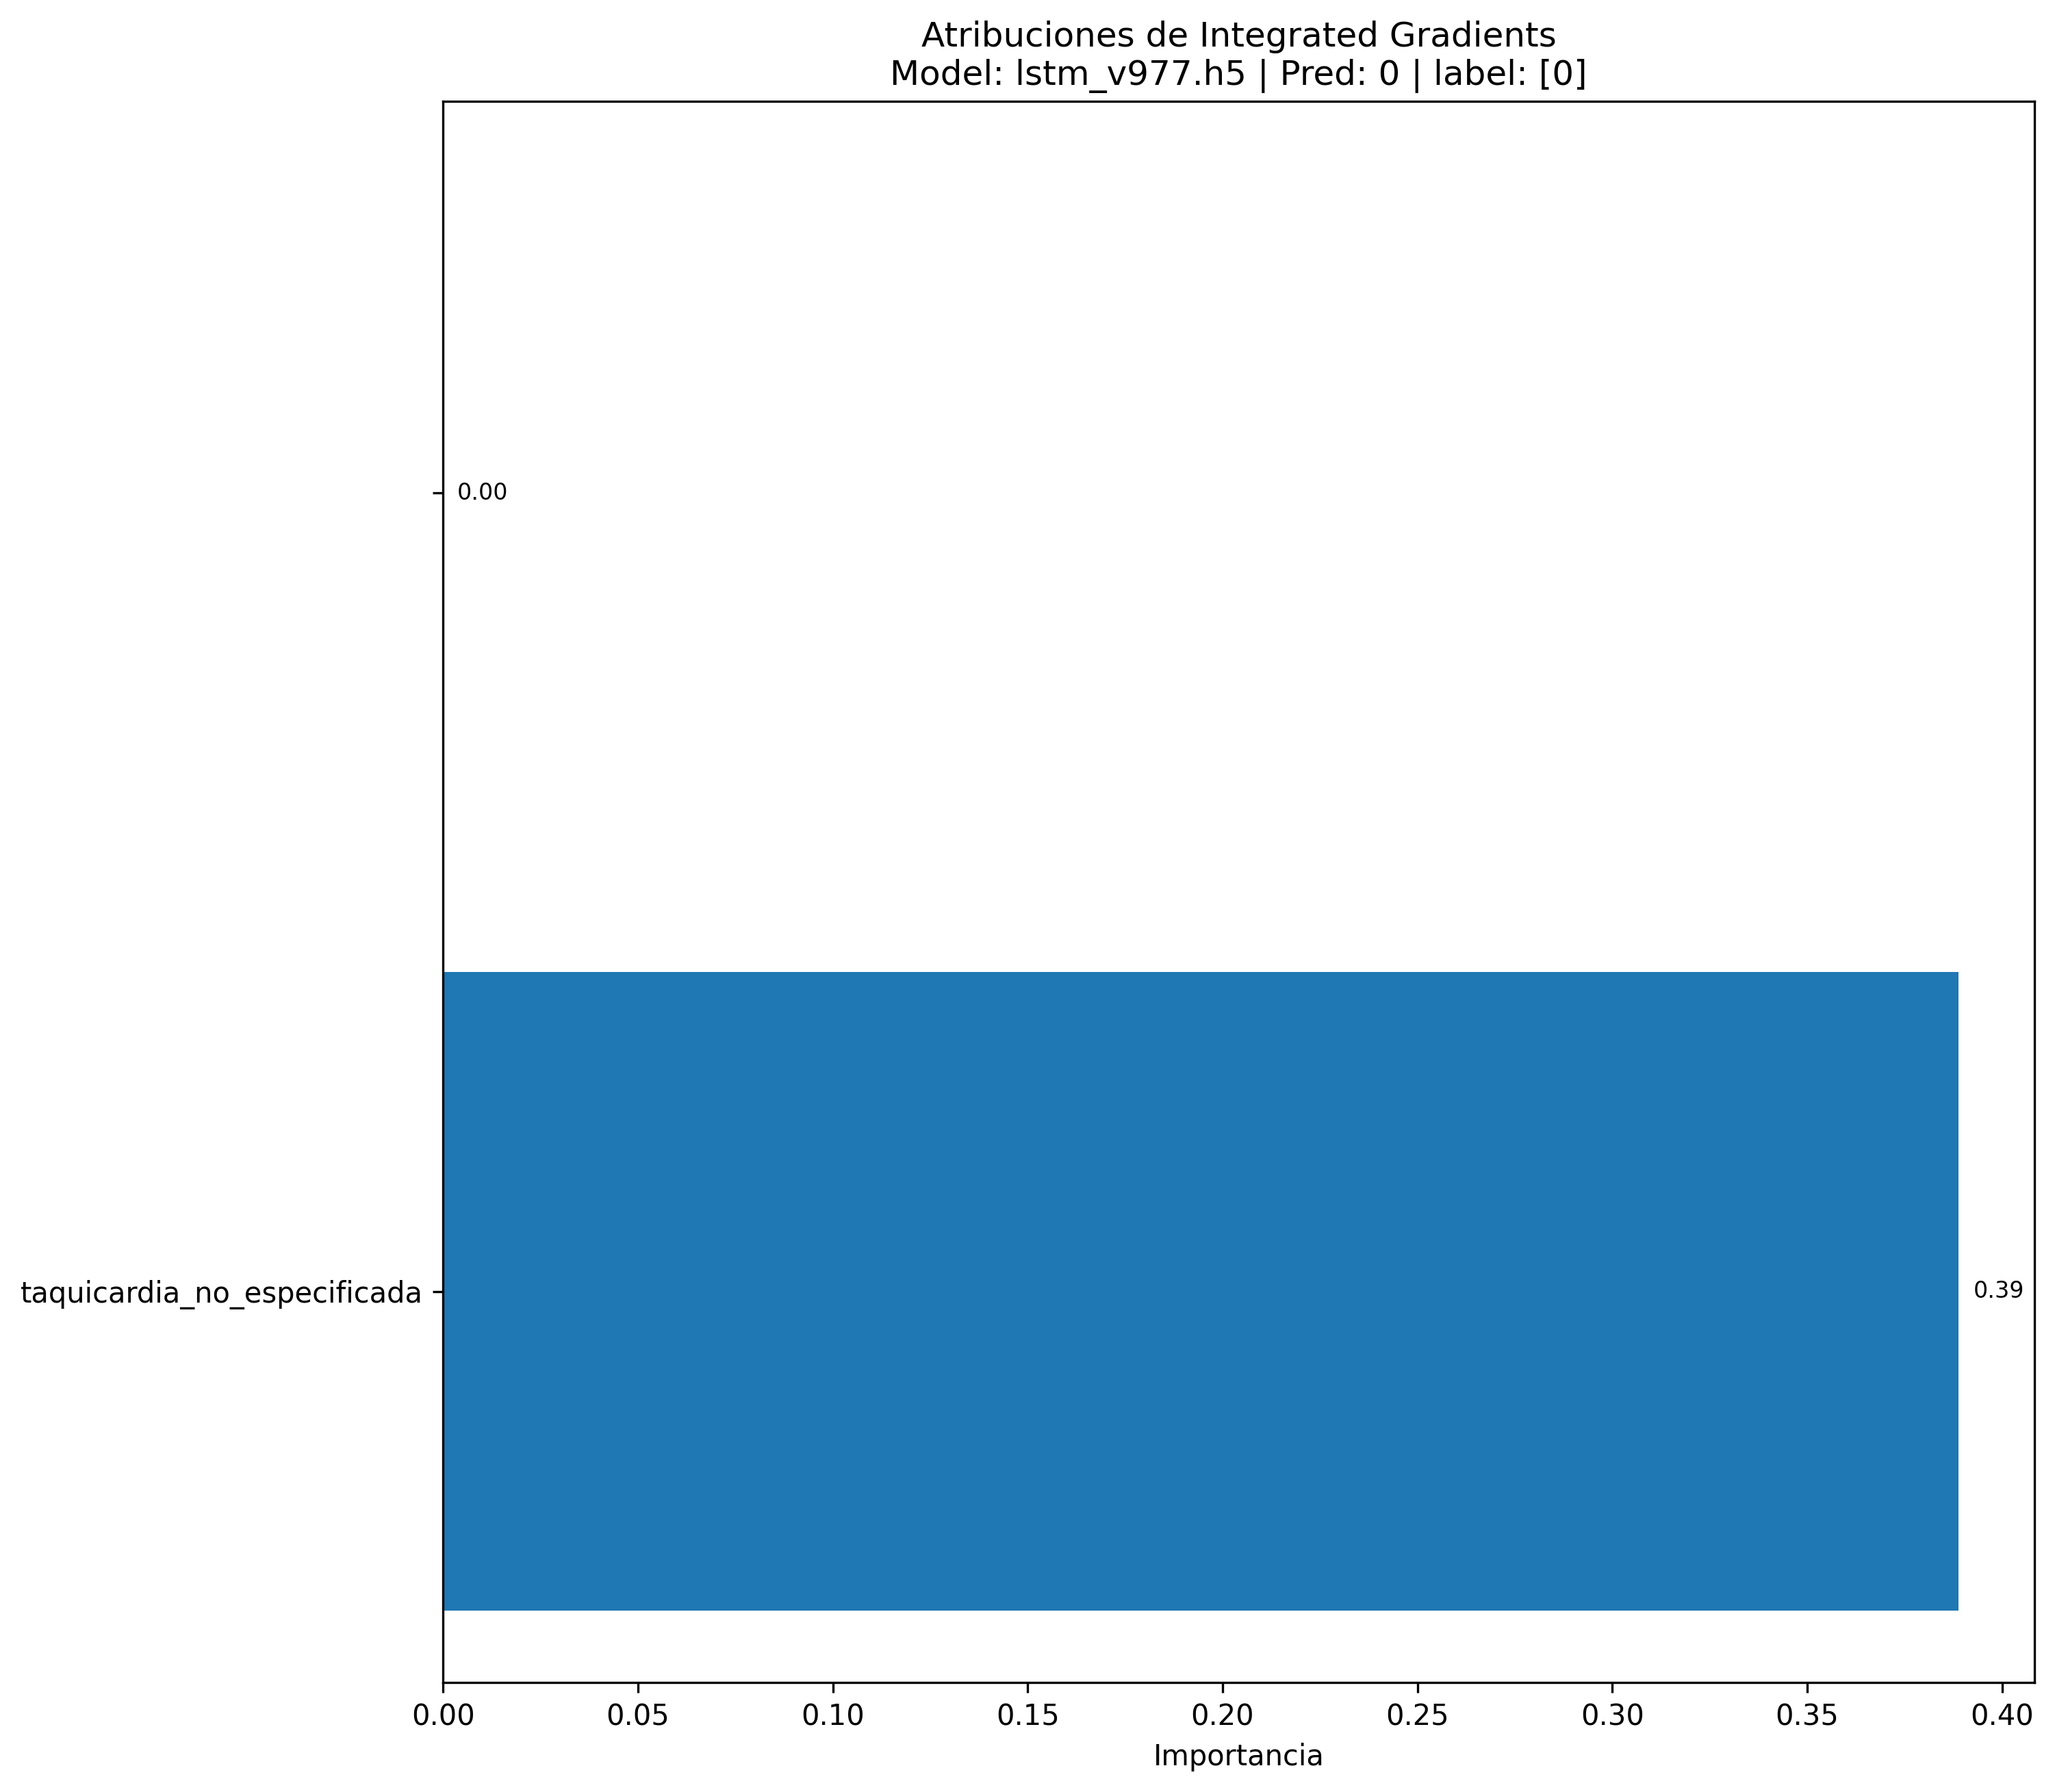 Atribuciones de Integrated Gradients
Model: lstm_v977.h5 | Pred: 0 | label: [0]
0.00
taquicardia_no_especificada
0.39
0.00 0.05 0.10 0.15 0.20 0.25 0.30 0.35 0.40
Importancia